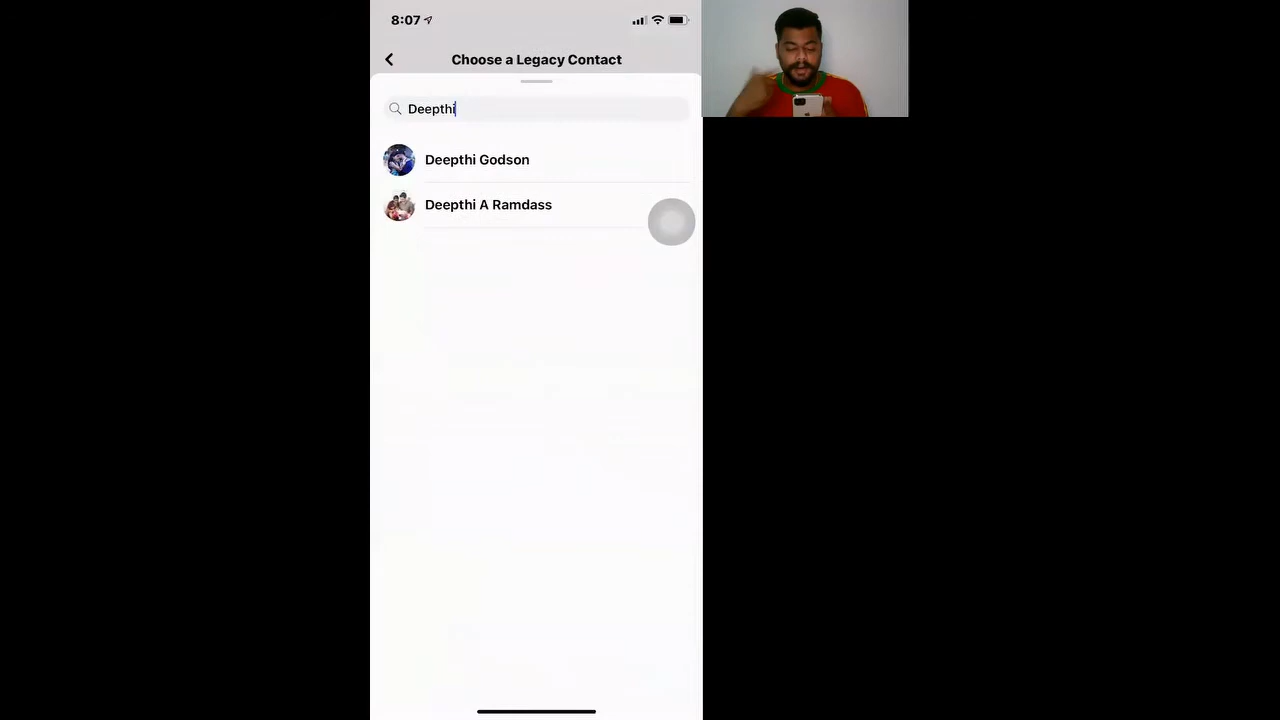 8:07
Choose a Legacy Contact
Deepthi
Deepthi Godson
Deepthi A Ramdass